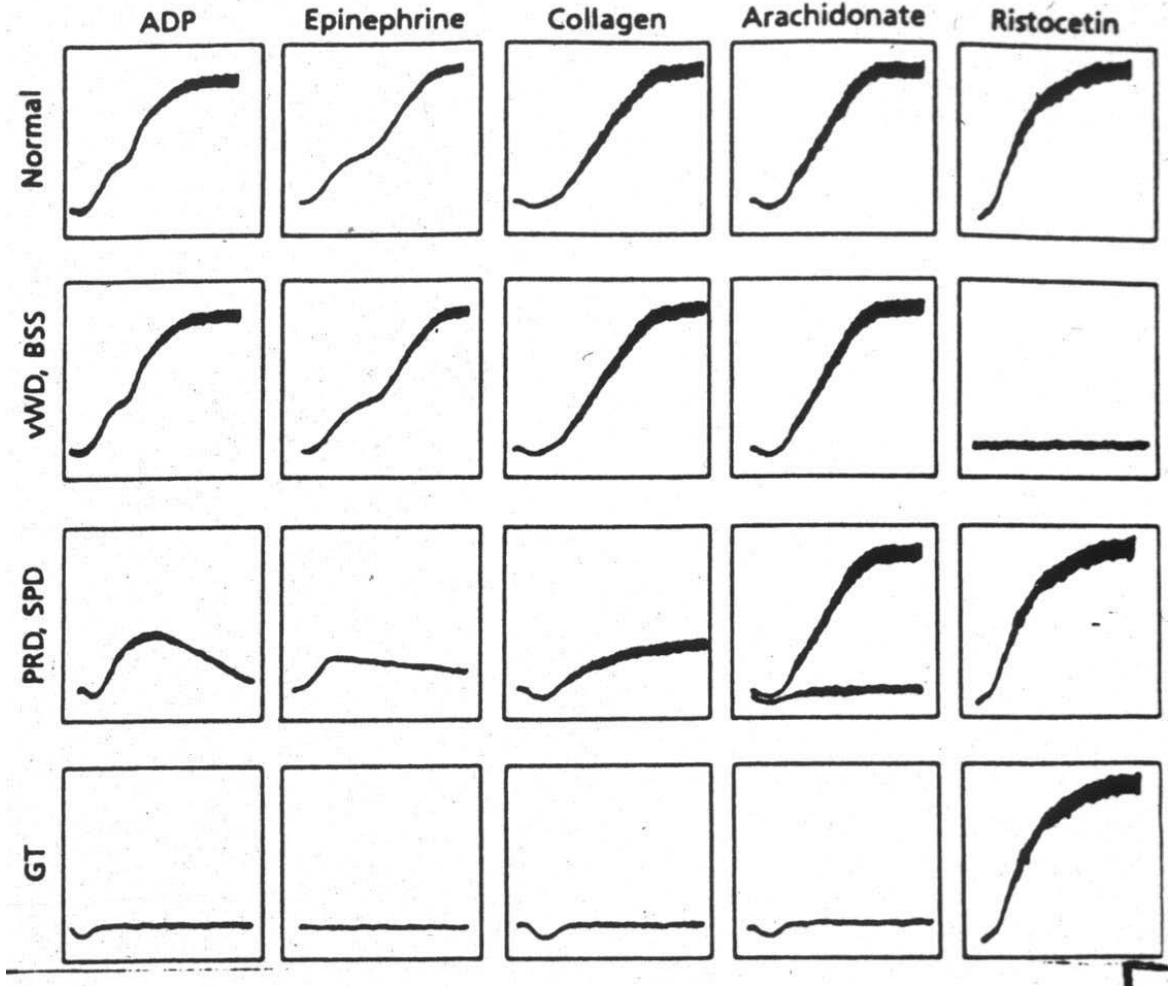 ADP Epinephrine Collagen Arachidonate Ristocetin
Normal
vWD, BSS
PRD, SPD
GT